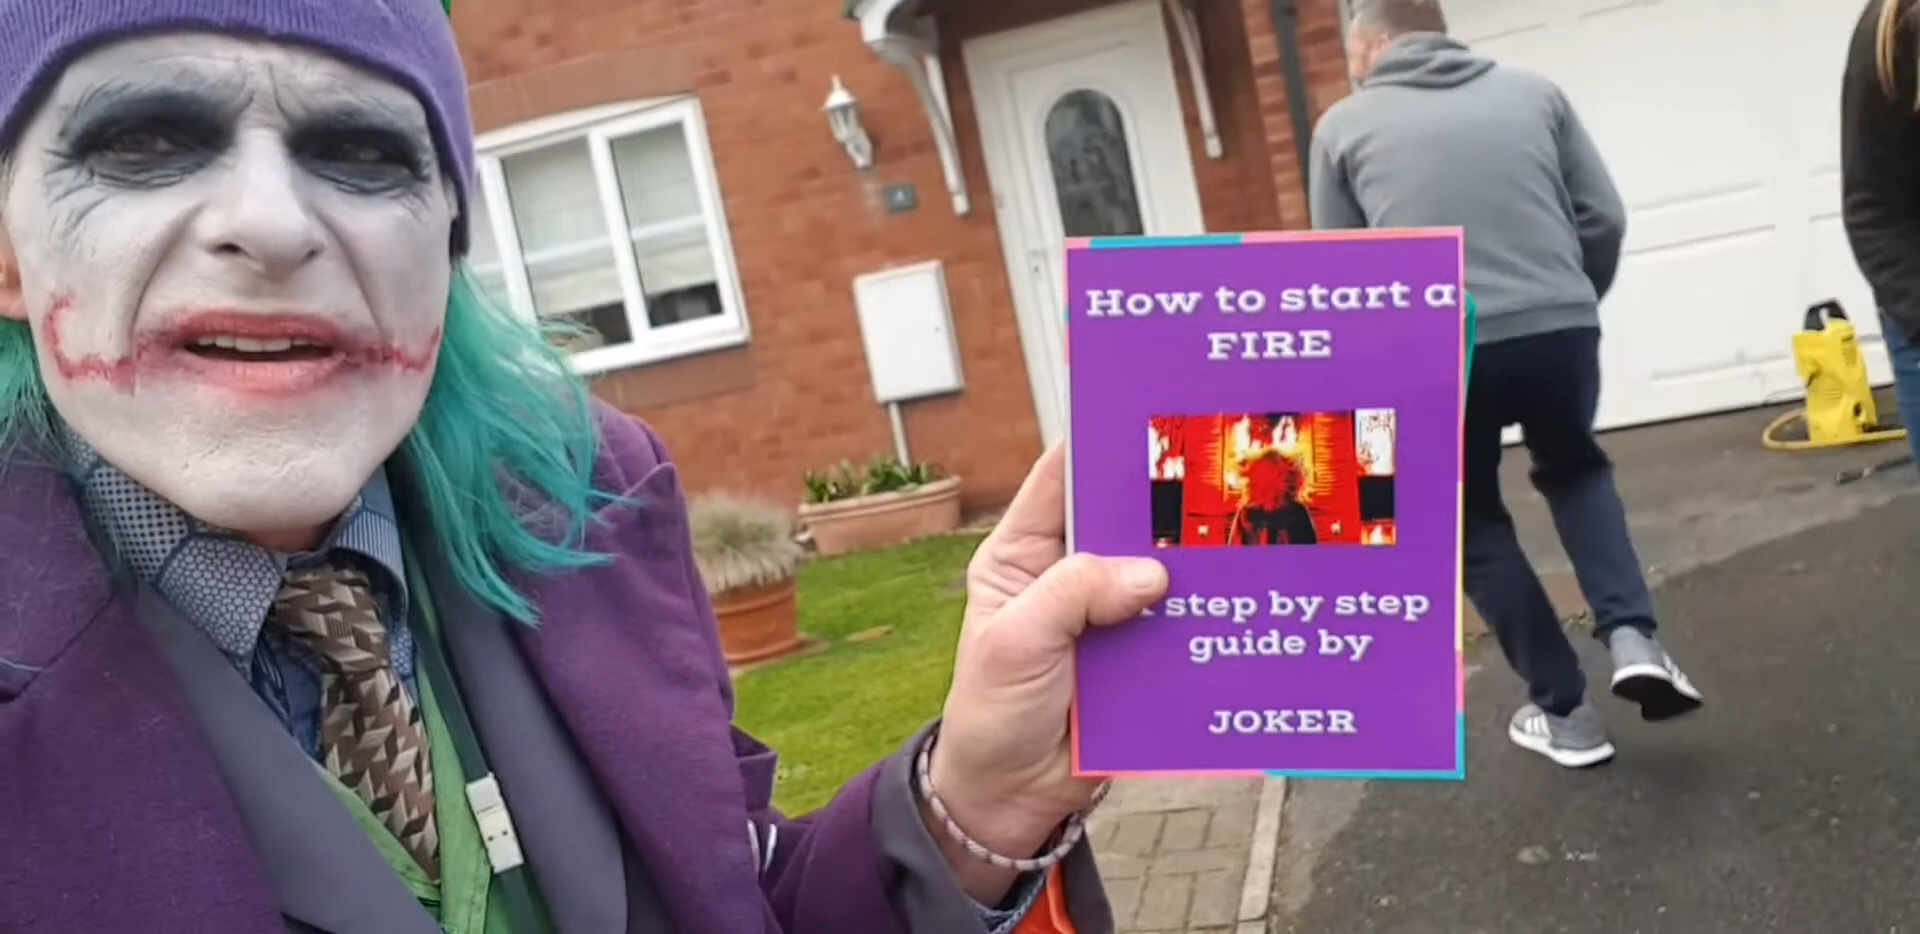 How to start a
FIRE
step by step
guide by
JOKER